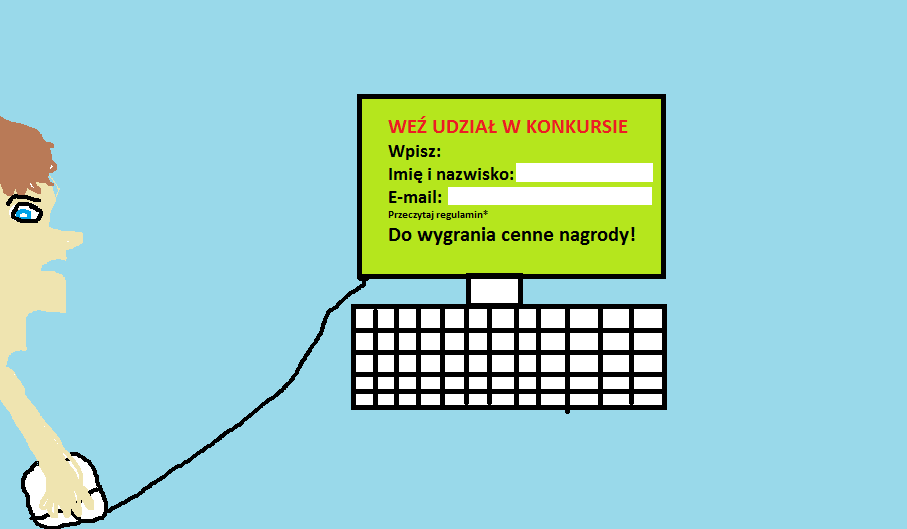 WEŹ UDZIAŁ W KONKURSIE
Wpisz:
Imię i nazwisko:
E-mail:
Przeczytaj regulamin*
Do wygrania cenne nagrody!